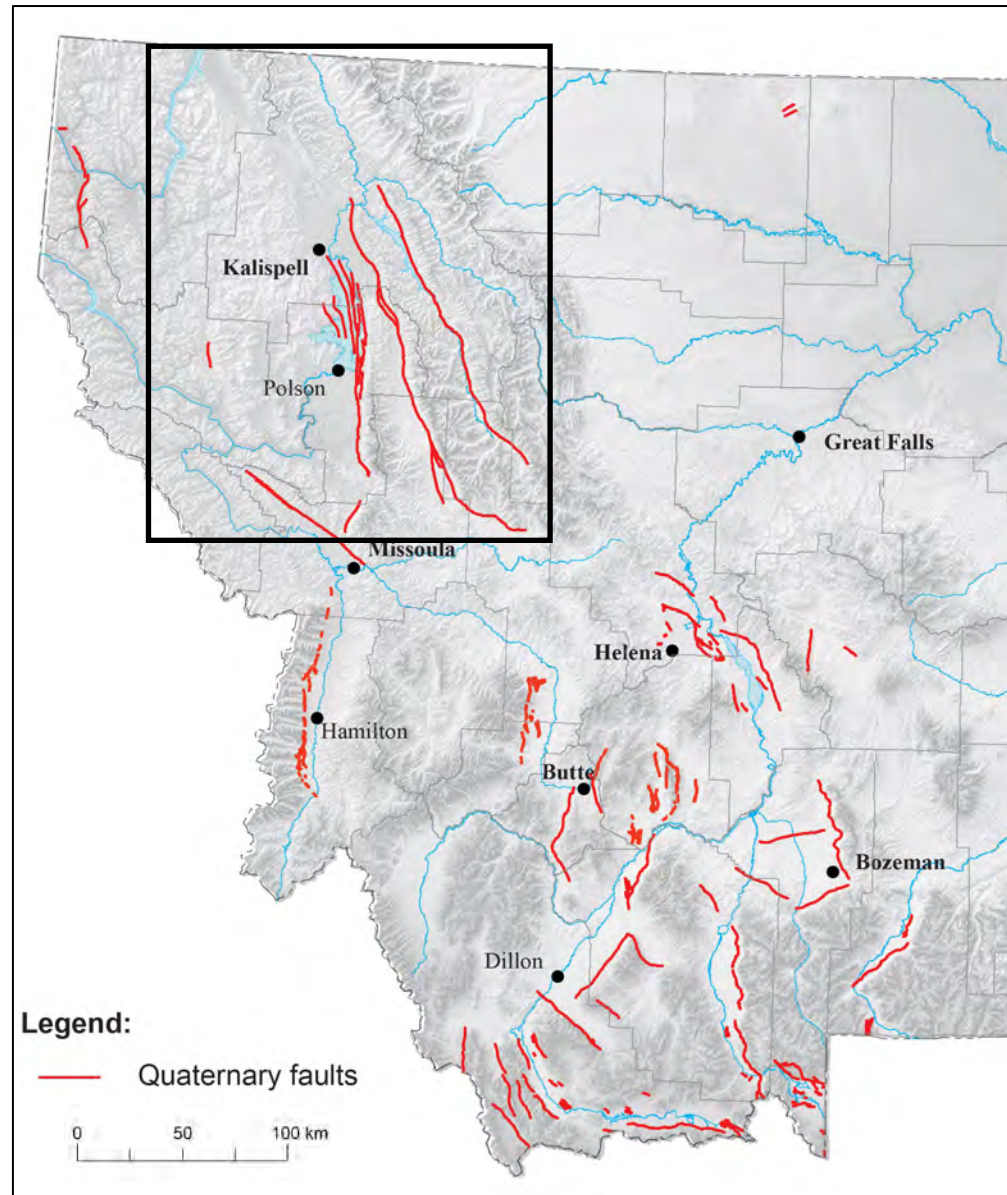 Kalispell
Polson
Great Falls
Missoula
Helena
Hamilton
Butte
Bozeman
Dillon
Legend:
Quaternary faults
0 50 100 km